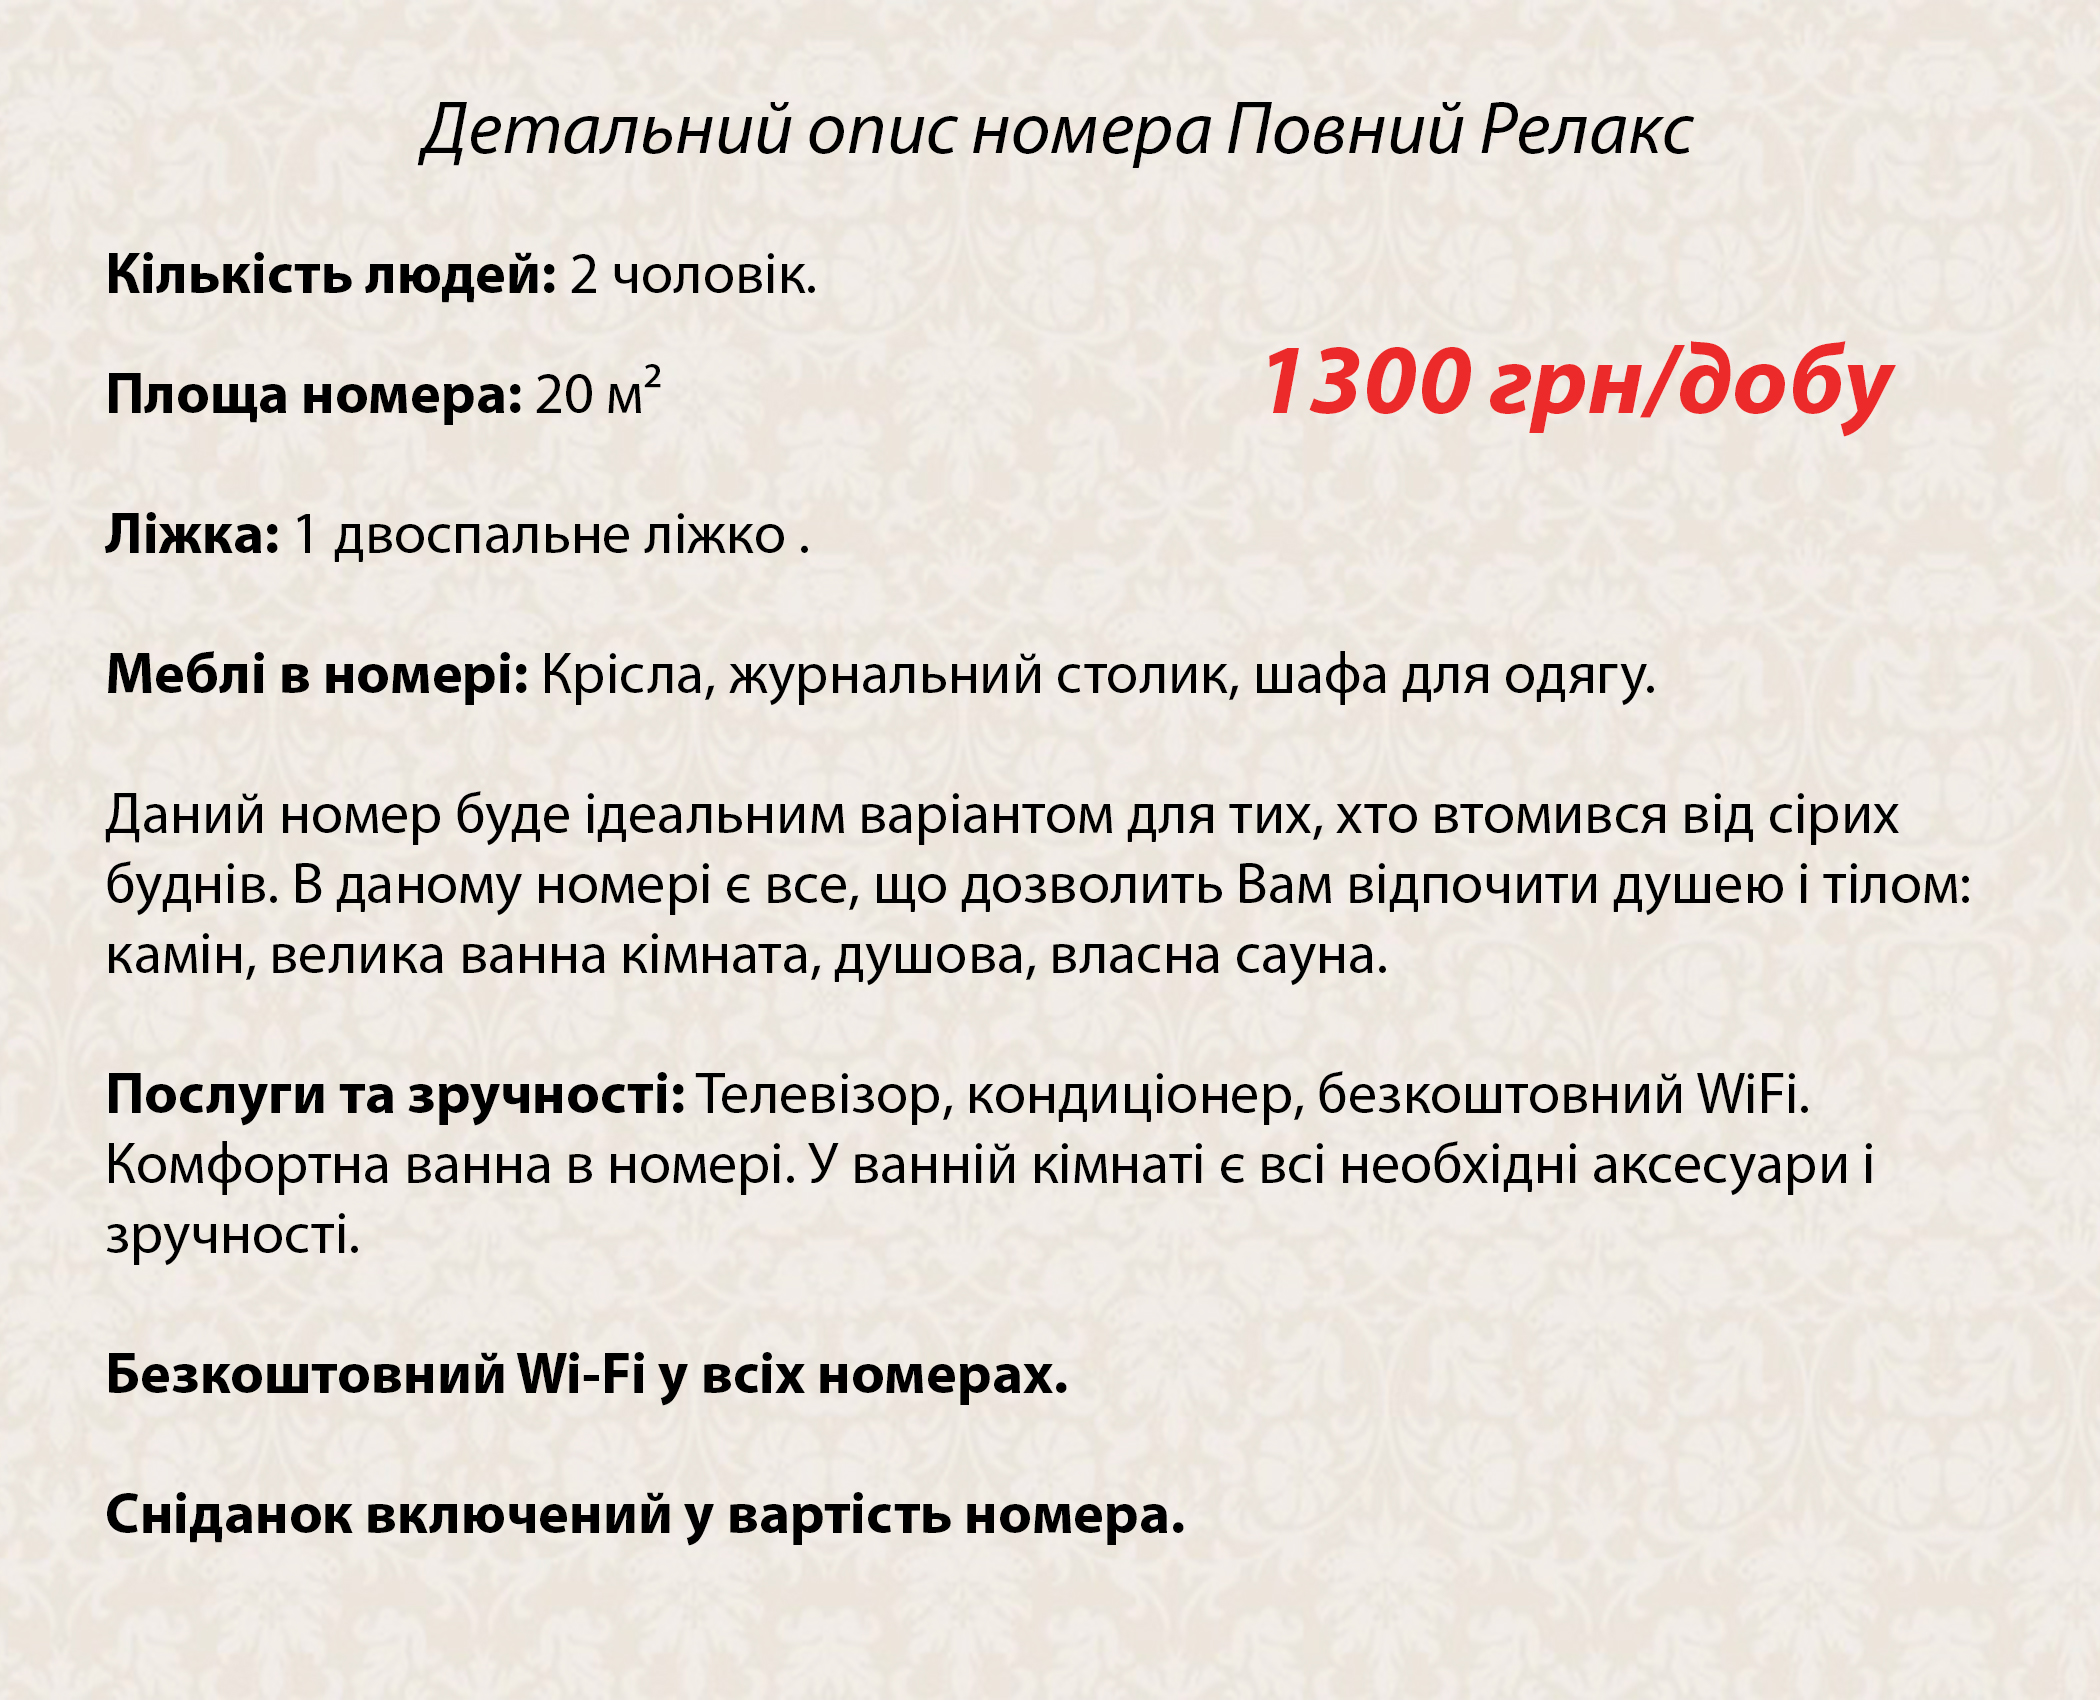 Детальний опис номера Повний Релакс
Кількість людей: 2 чоловік.
1300 грн/добу
Площа номера: 20 м²
Ліжка: 1 двоспальне ліжко .
Меблі в номері: Крісла, журнальний столик, шафа для одягу.
Даний номер буде ідеальним варіантом для тих, хто втомився від сірих
буднів. В даному номері є все, що дозволить Вам відпочити душею і тілом:
камін, велика ванна кімната, душова, власна сауна.
Послуги та зручності: Телевізор, кондиціонер, безкоштовний WiFi.
Комфортна ванна в номері. У ванній кімнаті є всі необхідні аксесуари і
зручності.
Безкоштовний Wi-Fi у всіх номерах.
Сніданок включений у вартість номера.